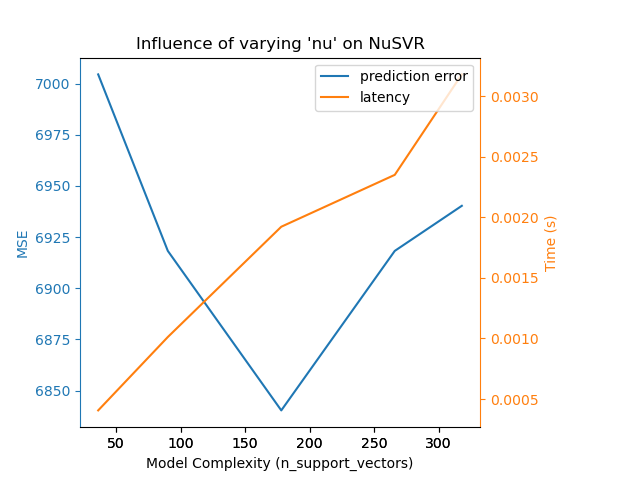 Influence of varying 'nu' on NuSVR
prediction error
latency
7000
6975
6950
6925
6900
6875
6850
MSE
0.0030
0.0025
0.0020
0.0015
0.0010
0.0005
Time (s)
50 100 150 200 250 300
Model Complexity (n_support_vectors)